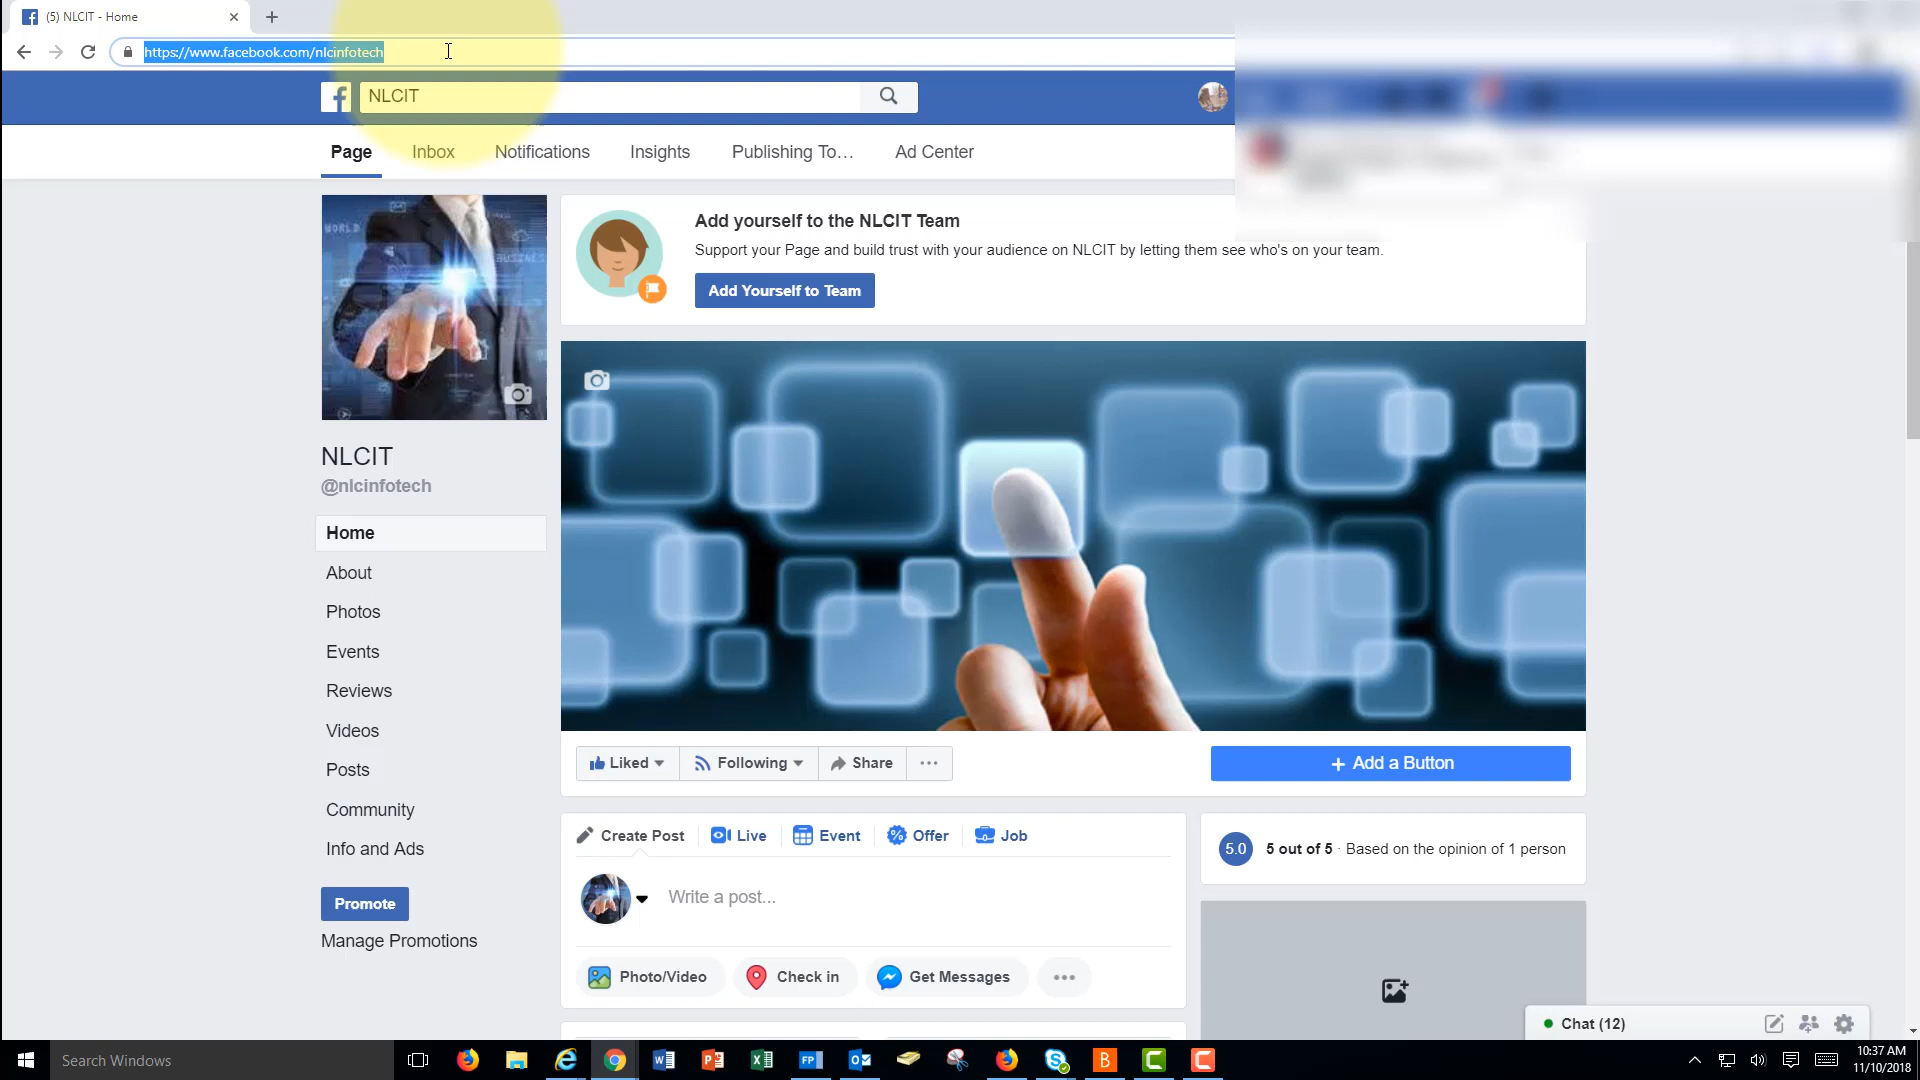 (5) NLCIT - Home
https://www.facebook.com/nlcinfotech
NLCIT
Page Inbox Notifications Insights Publishing To... Ad Center
WORLD
BUSINESS
Add yourself to the NLCIT Team
Support your Page and build trust with your audience on NLCIT by letting them see who's on your team.
Add Yourself to Team
NLCIT
@nlcinfotech
Home
About
Photos
Events
Reviews
Videos
Posts
Community
Info and Ads
Promote
Manage Promotions
Liked Following Share
+ Add a Button
Create Post Live Event Offer Job
Write a post...
Photo/Video Check in Get Messages
5.0 5 out of 5 · Based on the opinion of 1 person
Chat (12)
Search Windows
10:37 AM
11/10/2018